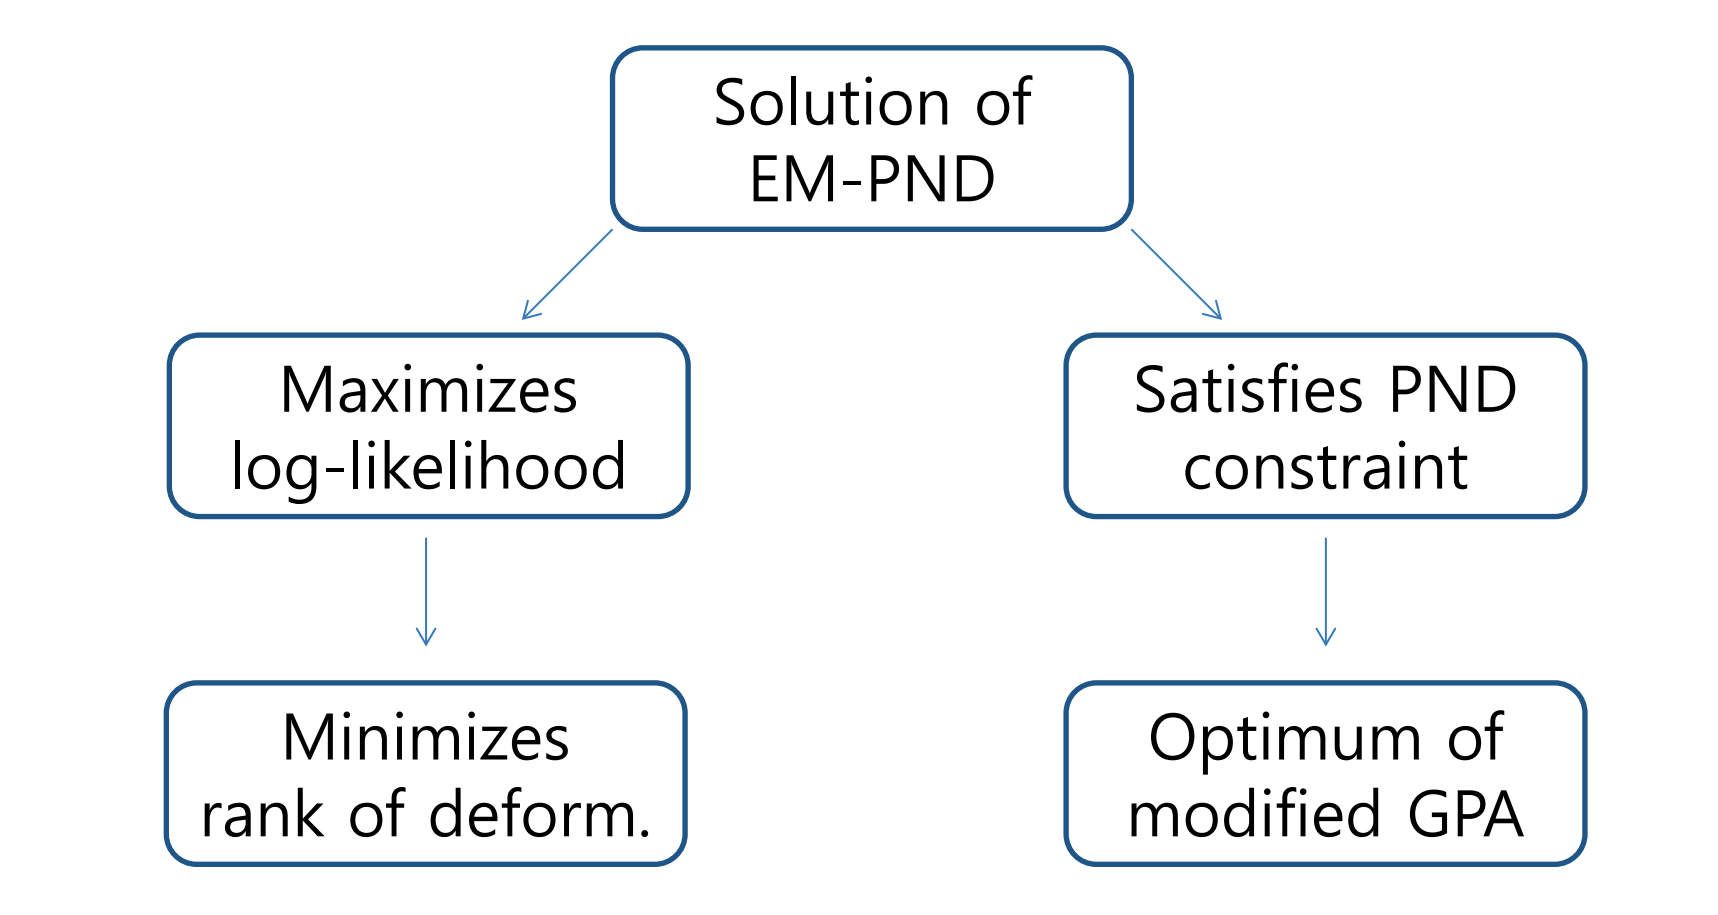 Solution of
EM-PND
Maximizes
log-likelihood
Satisfies PND
constraint
Minimizes
rank of deform.
Optimum of
modified GPA